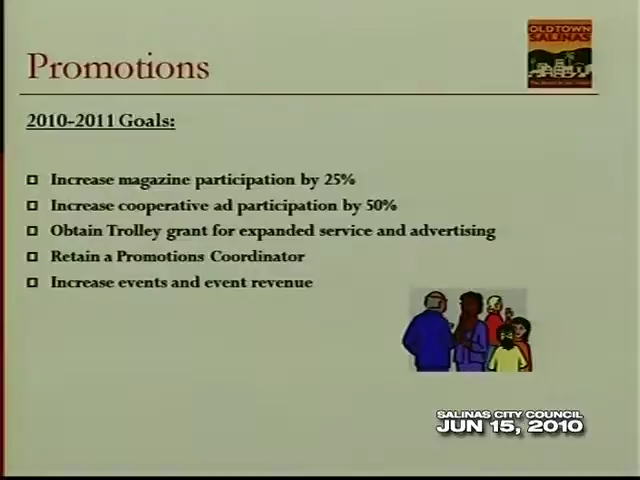 OLDTOWN
SALINAS
Promotions
2010-2011 Goals:
Increase magazine participation by 25%
Increase cooperative ad participation by 50%
Obtain Trolley grant for expanded service and advertising
Retain a Promotions Coordinator
Increase events and event revenue
SALINAS CITY COUNCIL
JUN 15, 2010